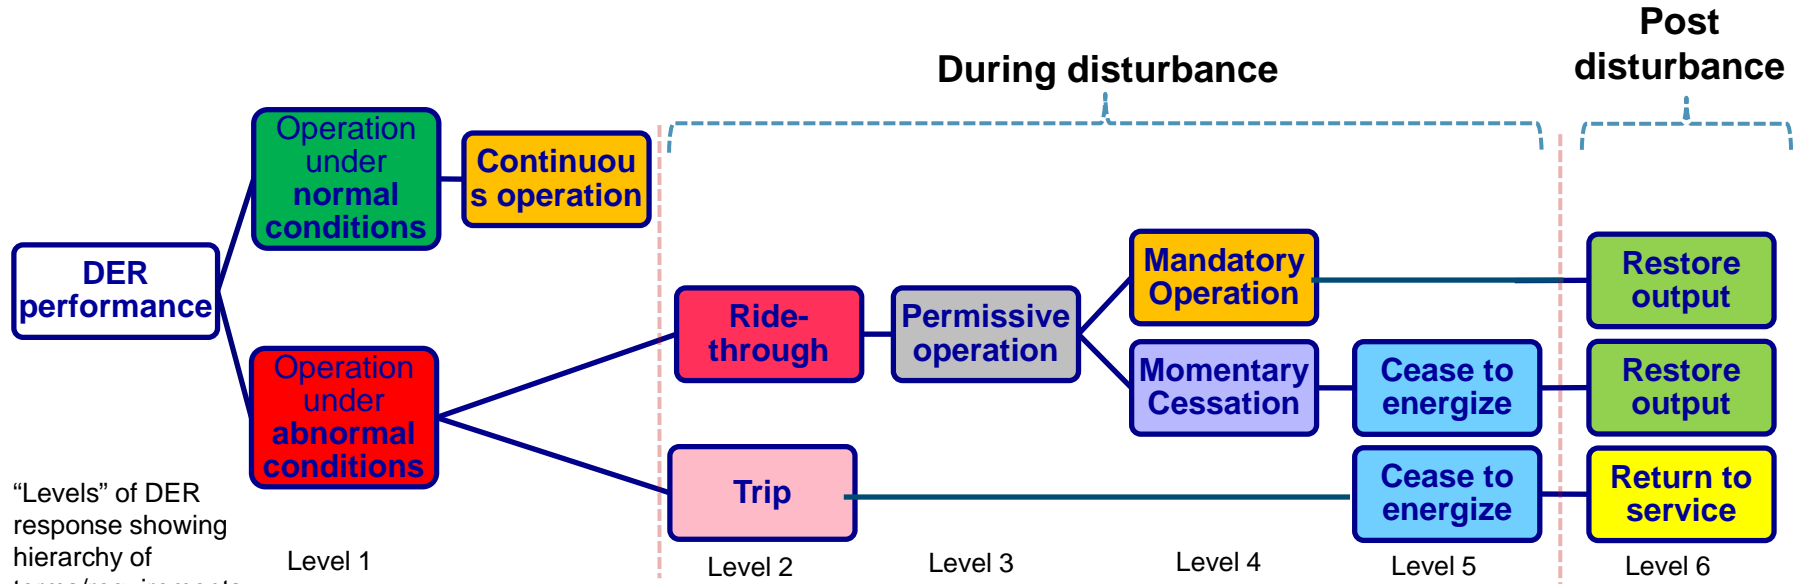 Post
disturbance
During disturbance
Operation
under
normal
conditions
Continuou
s operation
DER
performance
Mandatory
Operation
Restore
output
Ride-
through
Permissive
operation
Operation
under
abnormal
conditions
Momentary
Cessation
Cease to
energize
Restore
output
Trip
Cease to
energize
Return to
service
“Levels” of DER
response showing
hierarchy of
terms/requirements
Level 1
Level 2
Level 3
Level 4
Level 5
Level 6